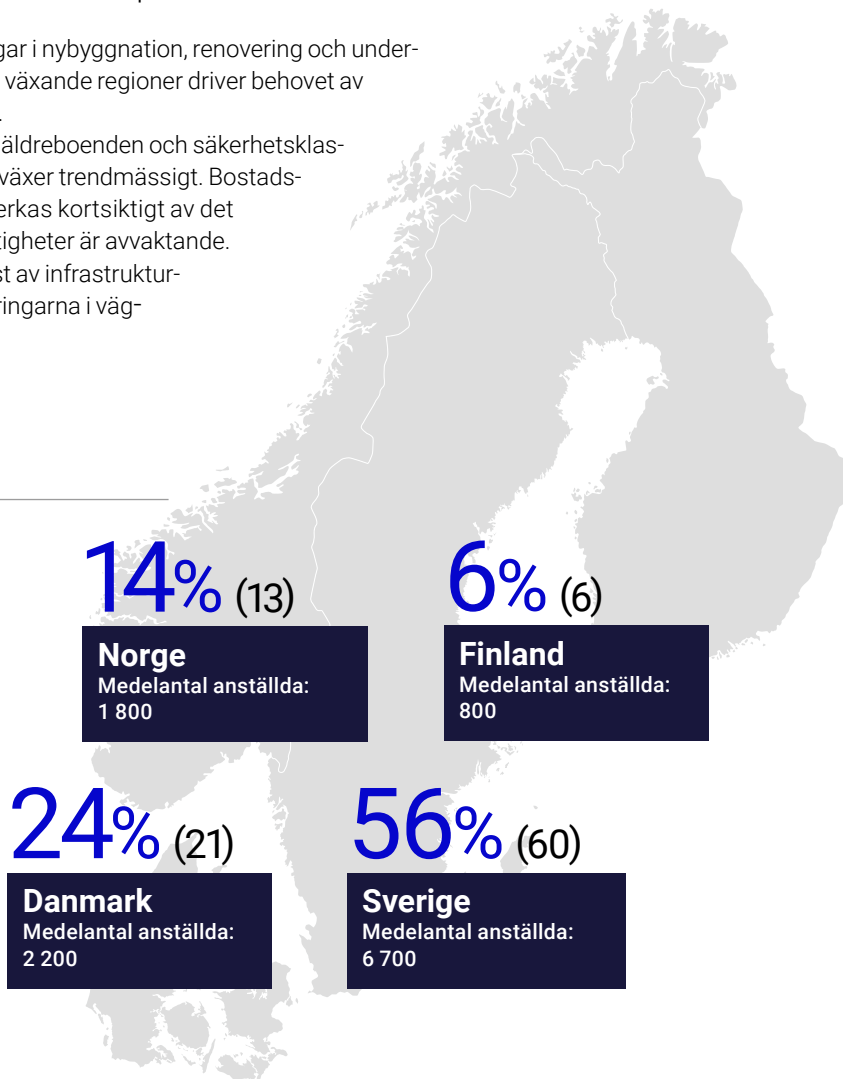 gar i nybyggnation, renovering och under-
växande regioner driver behovet av
äldreboenden och säkerhetsklas-
växer trendmässigt. Bostads-
erkas kortsiktigt av det
tigheter är avvaktande.
st av infrastruktur-
ringarna i väg-
14% (13)
Norge
Medelantal anställda:
1 800
6% (6)
Finland
Medelantal anställda:
800
24% (21)
Danmark
Medelantal anställda:
2 200
56% (60)
Sverige
Medelantal anställda:
6 700